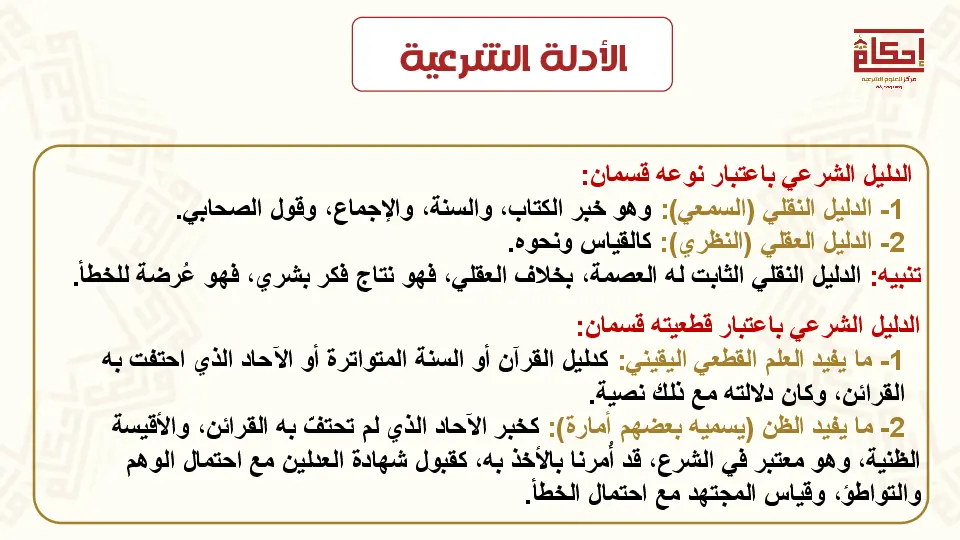 الأدلة الشرعية
إحكام
مركز للعلوم الشرعية
الدليل الشرعي باعتبار نوعه قسمان:
1- الدليل النقلي (السمعي): وهو خبر الكتاب، والسنة، والإجماع، وقول الصحابي.
2- الدليل العقلي (النظري): كالقياس ونحوه.
تنبيه: الدليل النقلي الثابت له العصمة، بخلاف العقلي، فهو نتاج فكر بشري، فهو عُرضة للخطأ.
الدليل الشرعي باعتبار قطعيته قسمان:
1- ما يفيد العلم القطعي اليقيني: كدليل القرآن أو السنة المتواترة أو الآحاد الذي احتفت به
القرائن، وكان دلالته مع ذلك نصية.
2- ما يفيد الظن (يسميه بعضهم أمارة): كخبر الآحاد الذي لم تحتفّ به القرائن، والأقيسة
الظنية، وهو معتبر في الشرع، قد أُمرنا بالأخذ به، كقبول شهادة العدلين مع احتمال الوهم
والتواطؤ، وقياس المجتهد مع احتمال الخطأ.